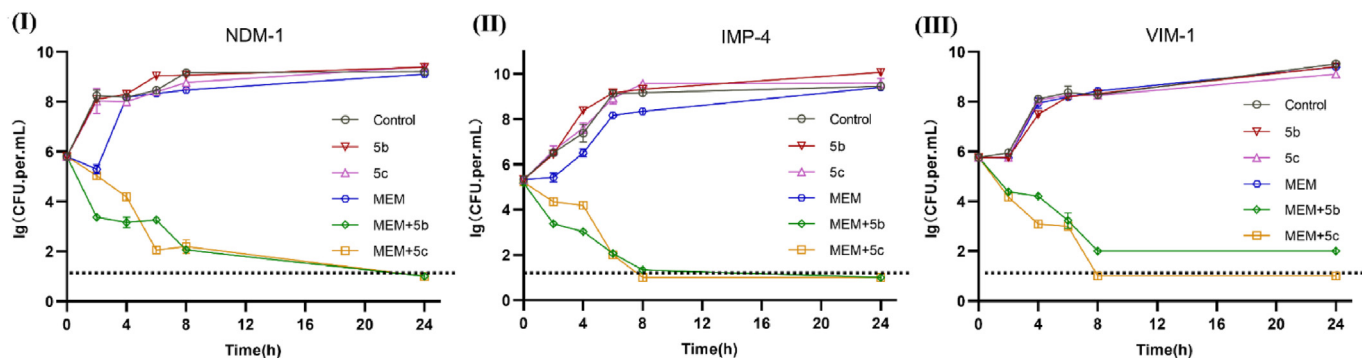 (I)
NDM-1
lg(CFU.per.mL)
10
8
6
4
2
0
Control
5b
5c
MEM
MEM+5b
MEM+5c
0 4 8 12 16 20 24
Time(h)
(II)
IMP-4
lg(CFU.per.mL)
10
8
6
4
2
0
Control
5b
5c
MEM
MEM+5b
MEM+5c
0 4 8 12 16 20 24
Time(h)
(III)
VIM-1
lg(CFU.per.mL)
10
8
6
4
2
0
Control
5b
5c
MEM
MEM+5b
MEM+5c
0 4 8 12 16 20 24
Time(h)